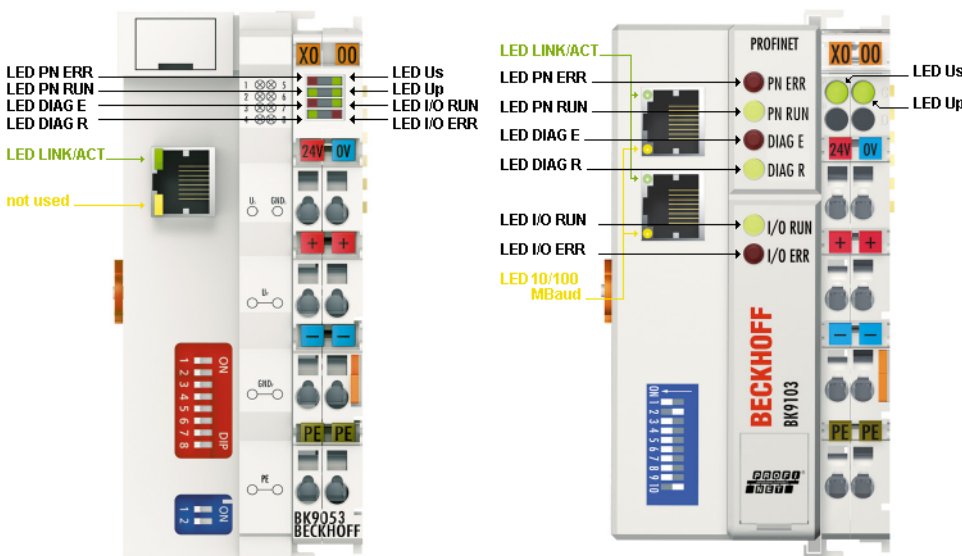 X0 00
LED PN ERR
LED PN RUN
LED DIAG E
LED DIAG R
LED Us
LED Up
LED I/O RUN
LED I/O ERR
1 5
2 6
3 7
4 8
LED LINK/ACT
not used
24V 0V
+ +
− −
PE PE
PE
ON
1 2 3 4 5 6 7 8
DIP
ON
1 2
BK9053
BECKHOFF
LED LINK/ACT
LED PN ERR
LED PN RUN
LED DIAG E
LED DIAG R
LED I/O RUN
LED I/O ERR
LED 10/100
MBaud
PROFINET
PN ERR
PN RUN
DIAG E
DIAG R
I/O RUN
I/O ERR
X0 00
LED Us
LED Up
24V 0V
+ +
− −
PE PE
ON
1 2 3 4 5 6 7 8 9 10
BECKHOFF
BK9103
PROFI
NET